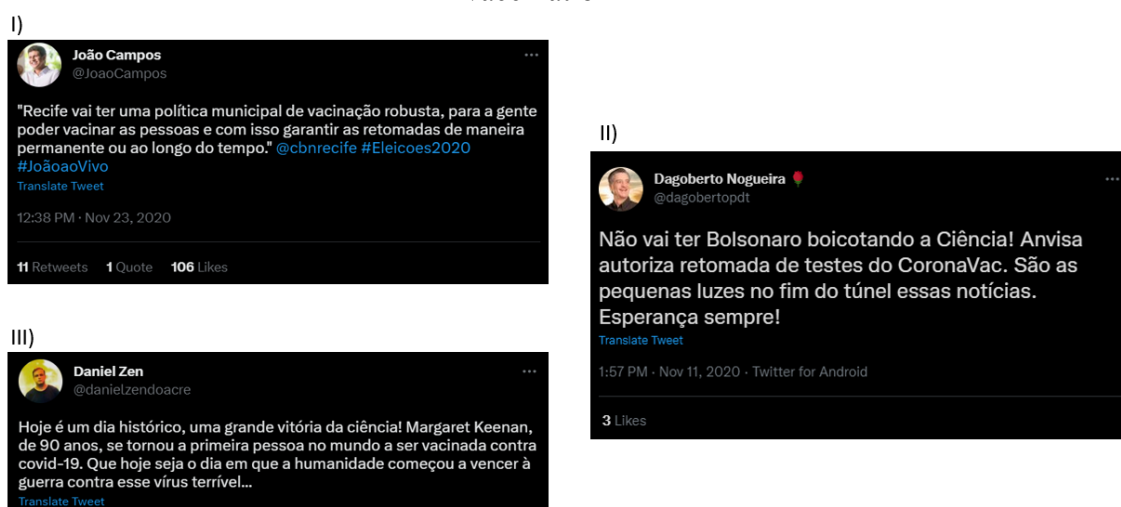 I)
João Campos
@JoaoCampos
"Recife vai ter uma política municipal de vacinação robusta, para a gente
poder vacinar as pessoas e com isso garantir as retomadas de maneira
permanente ou ao longo do tempo." @cbnrecife #Eleicoes2020
#JoãoaoVivo
Translate Tweet
12:38 PM · Nov 23, 2020
11 Retweets 1 Quote 106 Likes
II)
Dagoberto Nogueira 🌹
@dagobertopdt
Não vai ter Bolsonaro boicotando a Ciência! Anvisa
autoriza retomada de testes do CoronaVac. São as
pequenas luzes no fim do túnel essas notícias.
Esperança sempre!
Translate Tweet
1:57 PM · Nov 11, 2020 · Twitter for Android
3 Likes
III)
Daniel Zen
@danielzendoacre
Hoje é um dia histórico, uma grande vitória da ciência! Margaret Keenan,
de 90 anos, se tornou a primeira pessoa no mundo a ser vacinada contra
covid-19. Que hoje seja o dia em que a humanidade começou a vencer à
guerra contra esse vírus terrível...
Translate Tweet